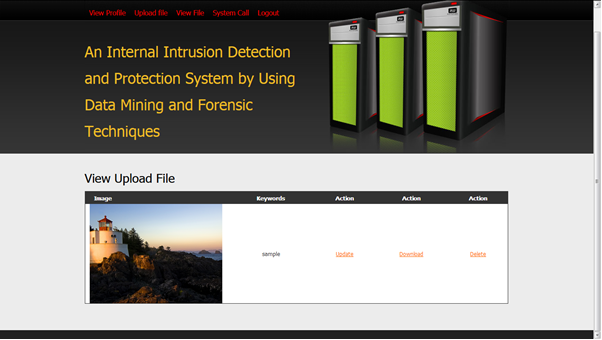 View Profile Upload file View File System Call Logout
An Internal Intrusion Detection
and Protection System by Using
Data Mining and Forensic
Techniques
View Upload File
Image Keywords Action Action Action
sample Update Download Delete